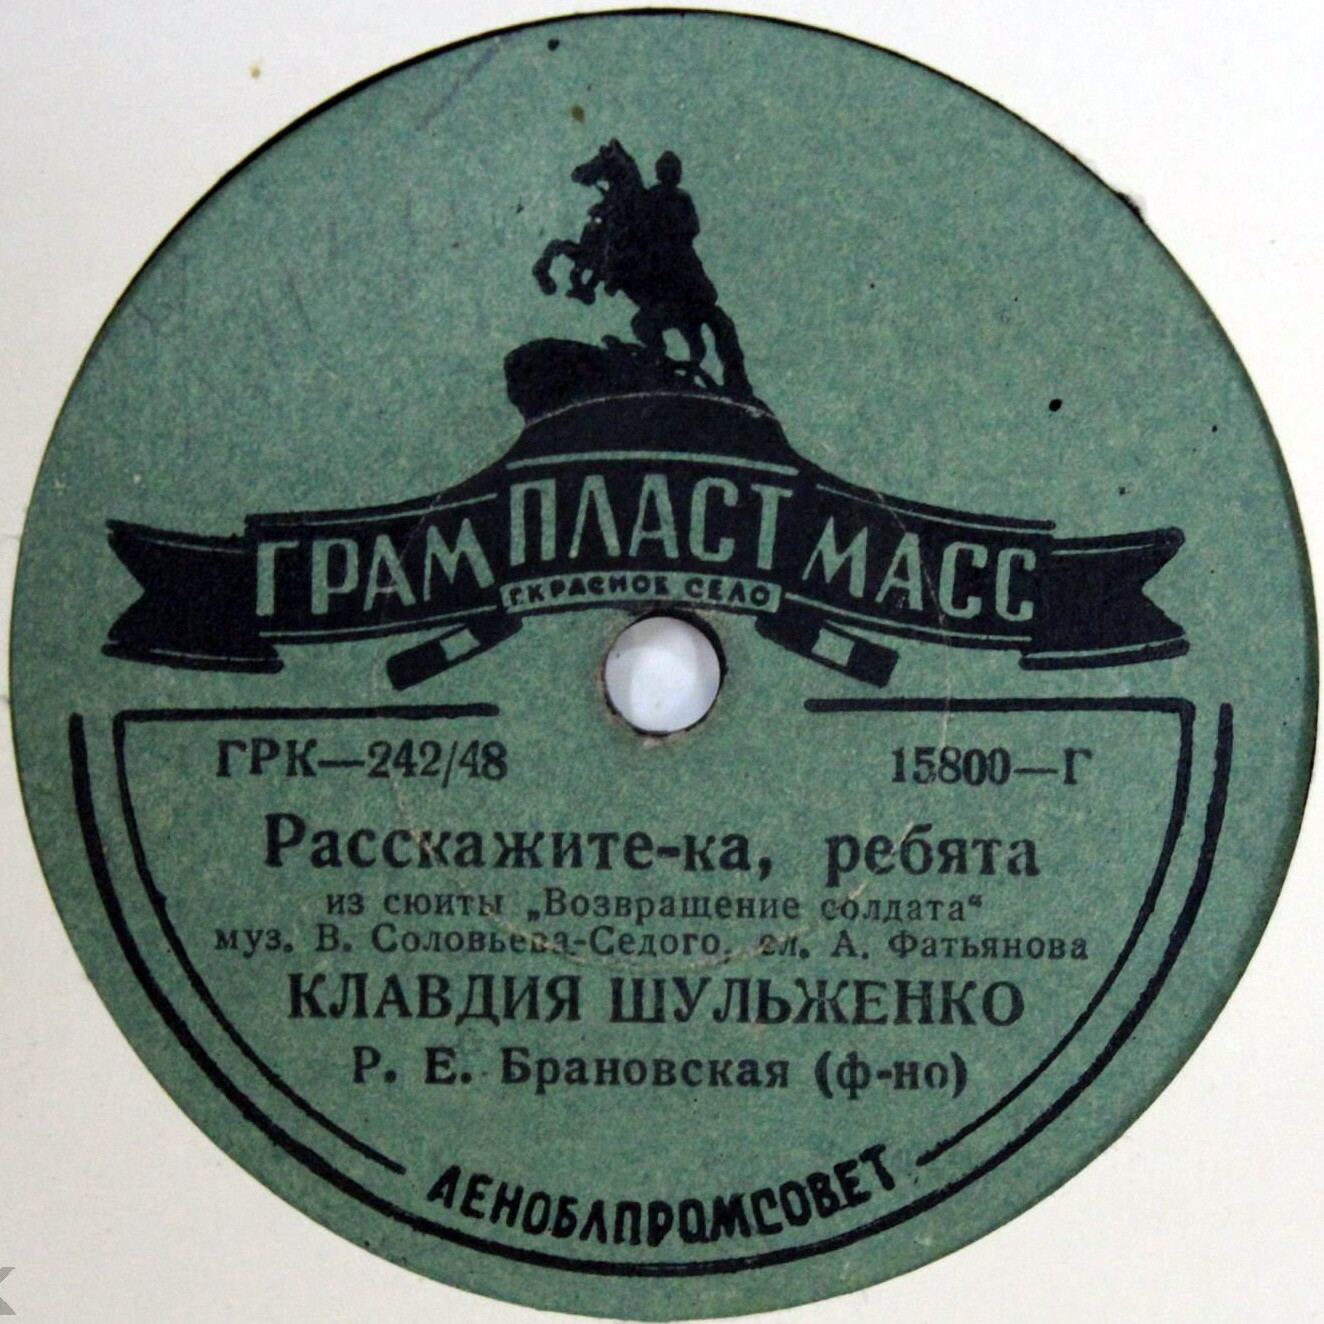 ГРАМПЛАСТМАСС
Г. КРАСНОЕ СЕЛО
ГРК—242/48 15800—Г
Расскажите-ка, ребята
из сюиты „Возвращение солдата“
муз. В. Соловьева-Седого, сл. А. Фатьянова
КЛАВДИЯ ШУЛЬЖЕНКО
Р. Е. Брановская (ф-но)
ЛЕНОБЛПРОМСОВЕТ